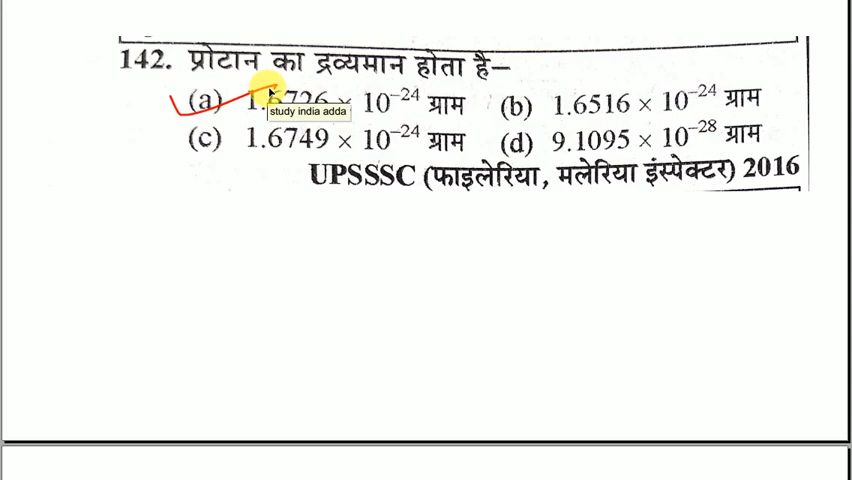 142. प्रोटान का द्रव्यमान होता है–
(a) 1.6726 × 10⁻²⁴ ग्राम (b) 1.6516 × 10⁻²⁴ ग्राम
study india adda
(c) 1.6749 × 10⁻²⁴ ग्राम (d) 9.1095 × 10⁻²⁸ ग्राम
UPSSSC (फाइलेरिया, मलेरिया इंस्पेक्टर) 2016